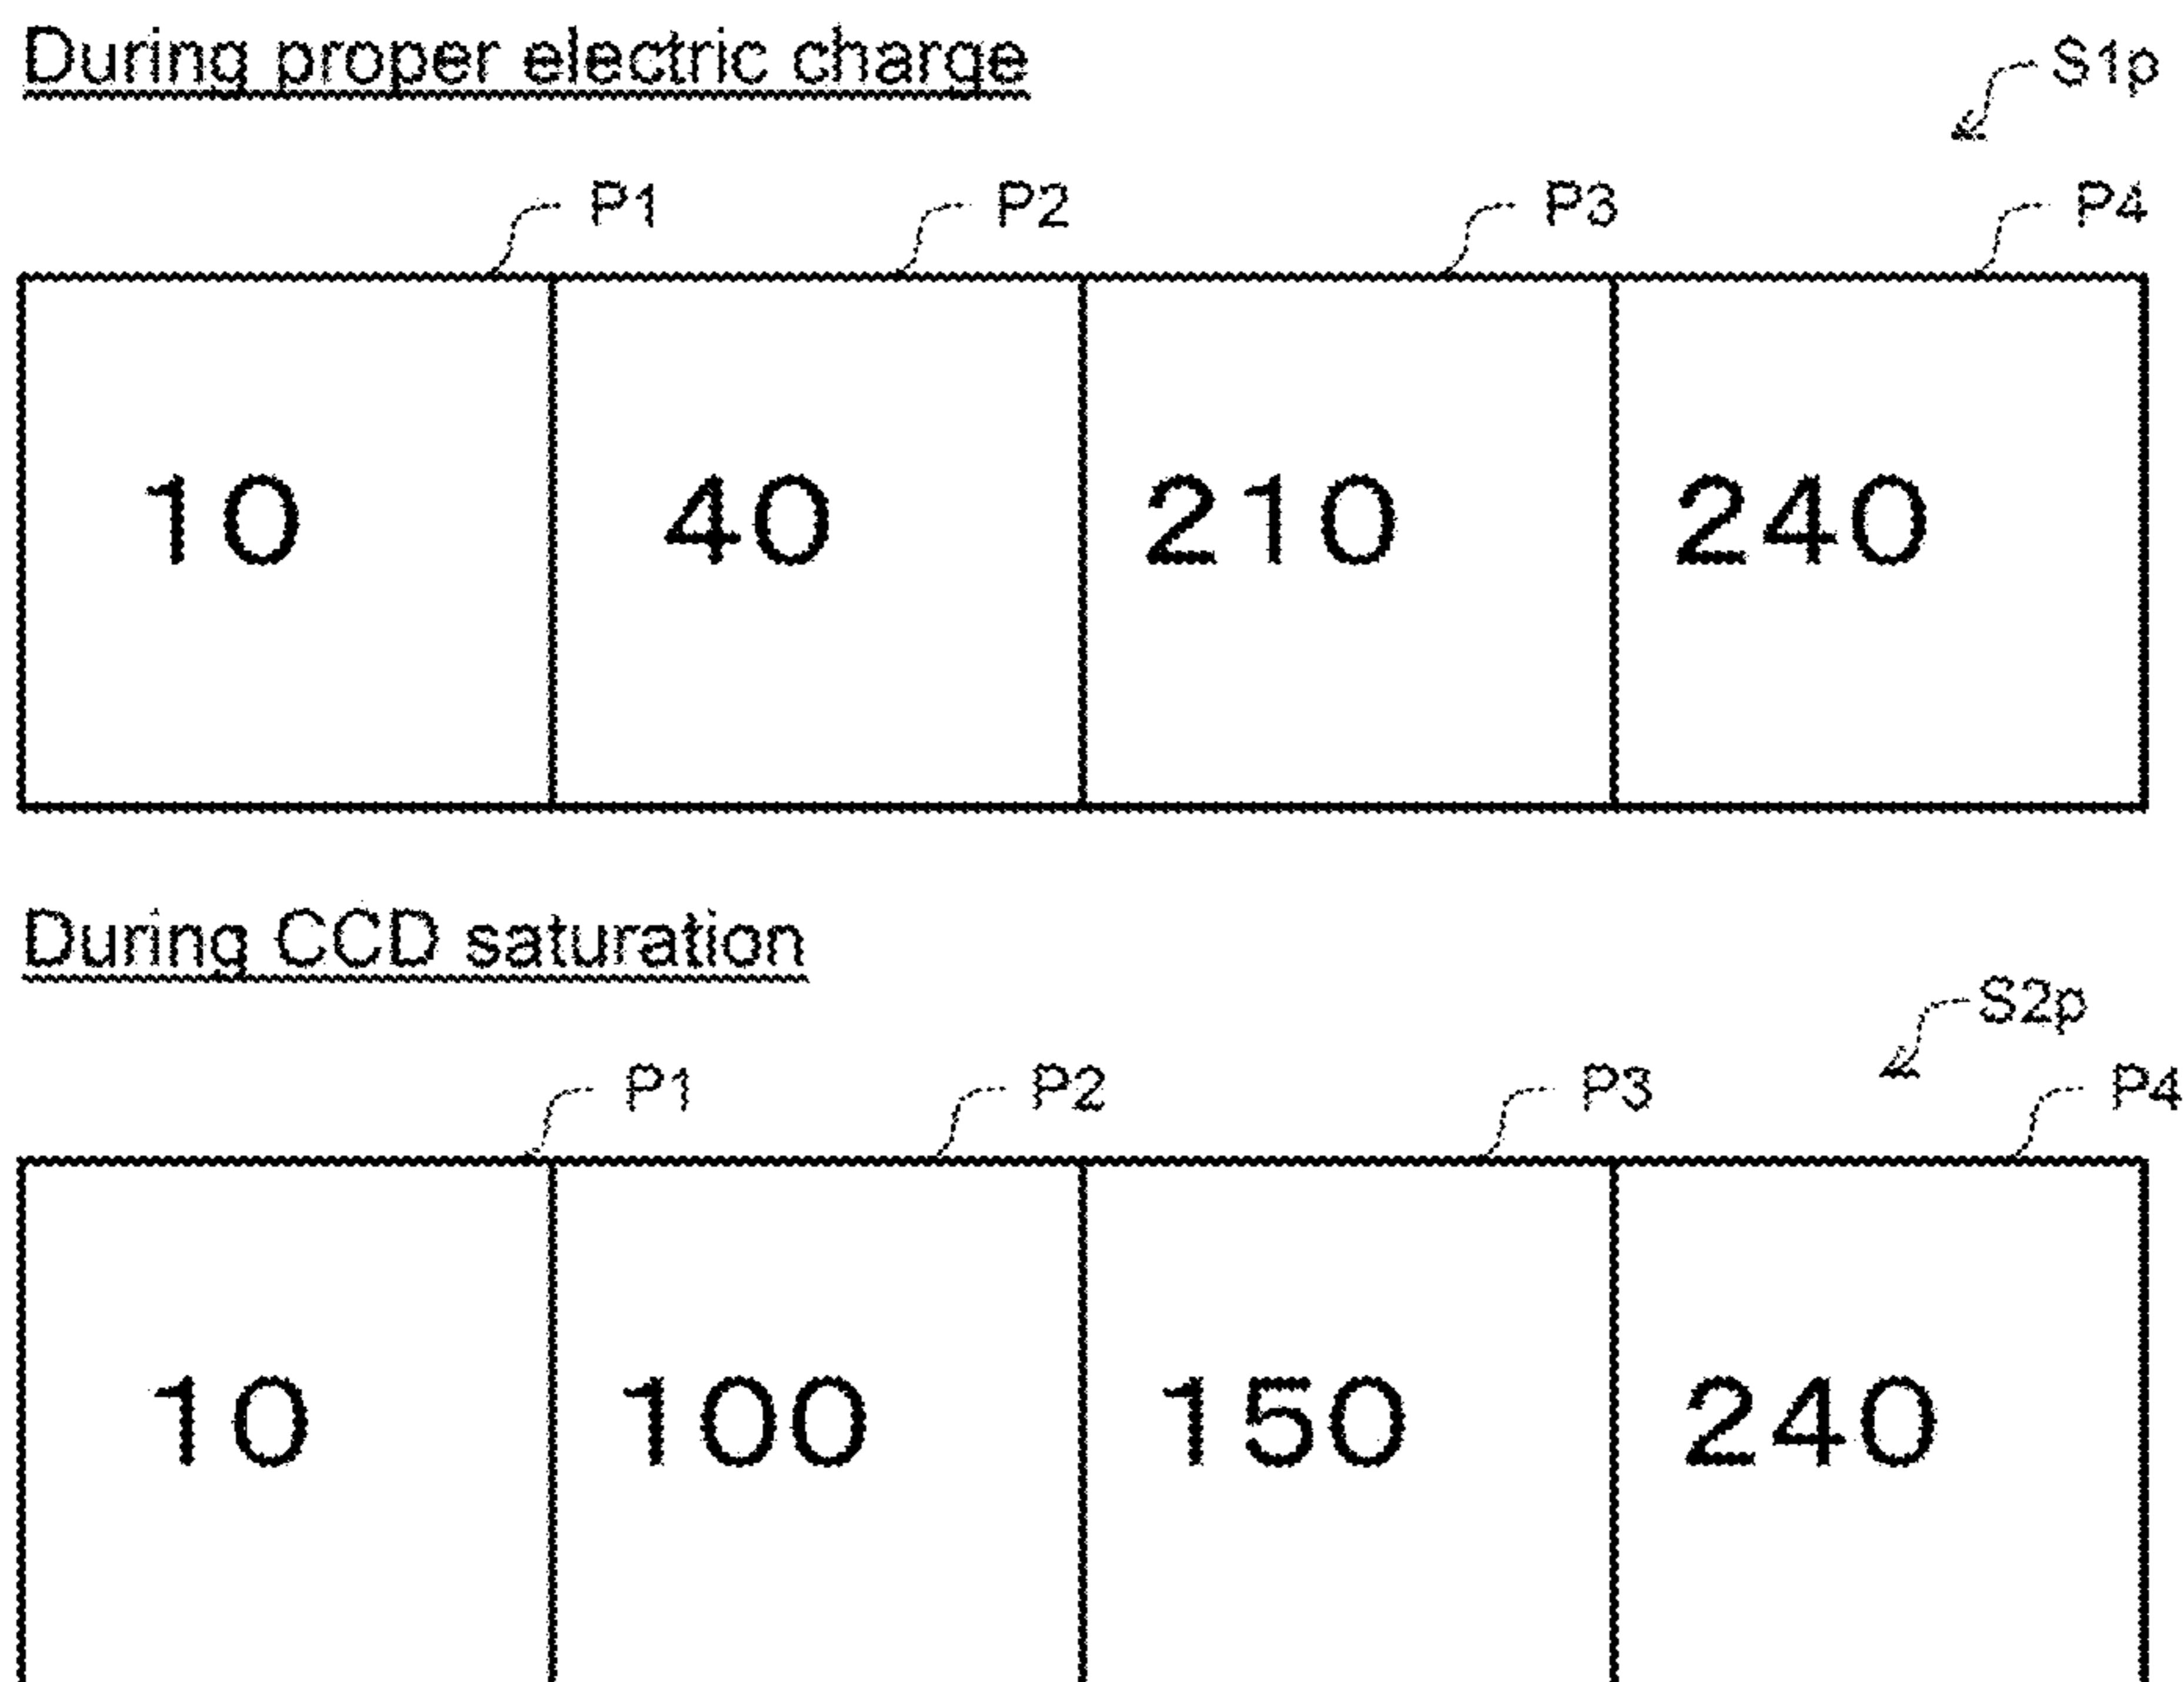 During proper electric charge
S1p
P1 P2 P3 P4
10 40 210 240
During CCD saturation
S2p
P1 P2 P3 P4
10 100 150 240